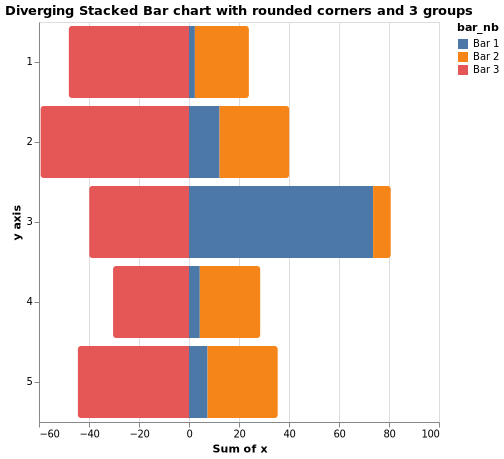 Diverging Stacked Bar chart with rounded corners and 3 groups
bar_nb
Bar 1
Bar 2
Bar 3
y axis
1
2
3
4
5
−60 −40 −20 0 20 40 60 80 100
Sum of x